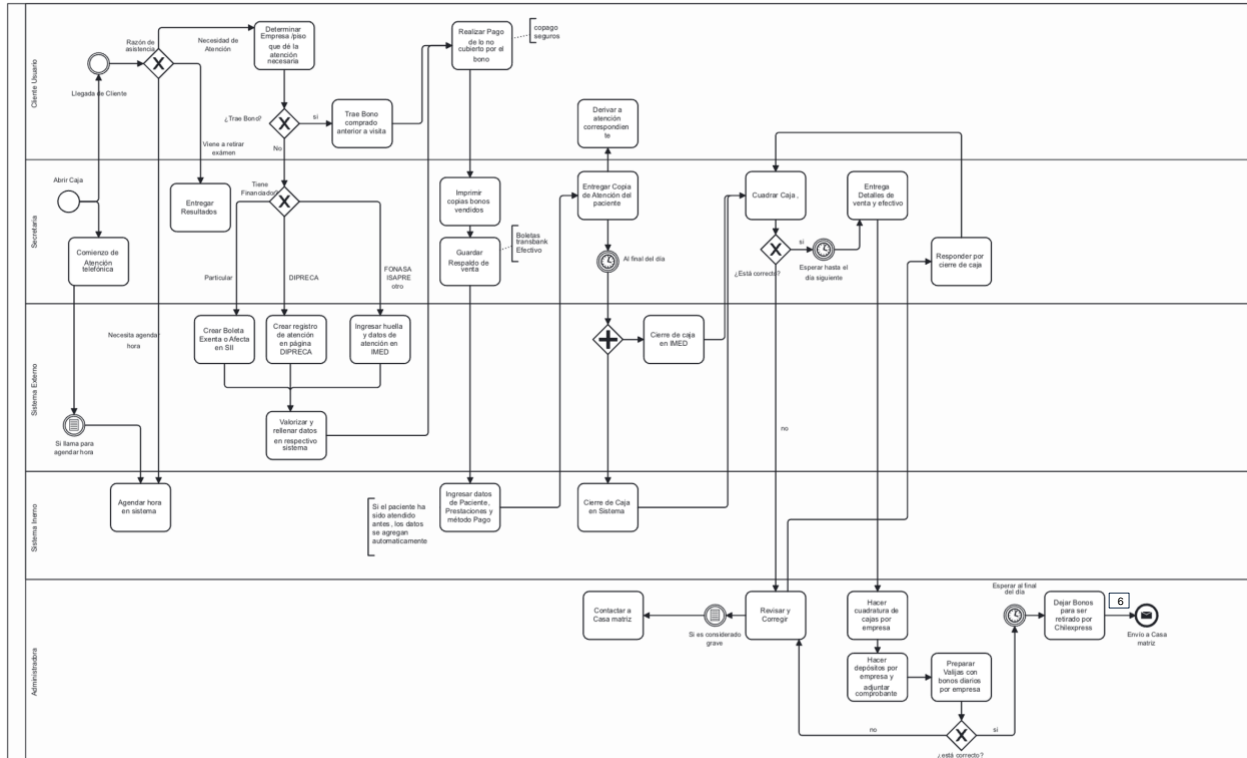 Cliente Usuario
Razón de
asistencia
Necesidad de
Atención
Llegada de Cliente
Determinar
Empresa /piso
que dé la
atención
necesaria
¿Trae Bono?
si
No
Trae Bono
comprado
anterior a visita
Viene a retirar
exámen
Realizar Pago
de lo no
cubierto por el
bono
copago
seguros
Derivar a
atención
correspondien
te
Secretaria
Abrir Caja
Comienzo de
Atención
telefónica
Entregar
Resultados
Tiene
Financiador?
Particular
DIPRECA
FONASA
ISAPRE
otro
Imprimir
copias bonos
vendidos
Guardar
Respaldo de
venta
Boletas
transbank
Efectivo
Entregar Copia
de Atención del
paciente
Al final del día
Cuadrar Caja .
¿Está correcto?
si
Esperar hasta el
día siguiente
Entrega
Detalles de
venta y efectivo
Responder por
cierre de caja
Sistema Externo
Necesita agendar
hora
Si llama para
agendar hora
Crear Boleta
Exenta o Afecta
en SII
Crear registro
de atención
en página
DIPRECA
Ingresar huella
y datos de
atención en
IMED
Valorizar y
rellenar datos
en respectivo
sistema
Cierre de caja
en IMED
no
Sistema Inerno
Agendar hora
en sistema
Si el paciente ha
sido atendido
antes, los datos
se agregan
automaticamente
Ingresar datos
de Paciente,
Prestaciones y
método Pago
Cierre de Caja
en Sistema
Administradora
Contactar a
Casa matriz
Si es considerado
grave
Revisar y
Corregir
Hacer
cuadratura de
cajas por
empresa
Hacer
depósitos por
empresa y
adjuntar
comprobante
Preparar
Valijas con
bonos diarios
por empresa
no
si
¿está correcto?
Esperar al final
del día
Dejar Bonos
para ser
retirado por
Chilexpress
6
Envío a Casa
matriz